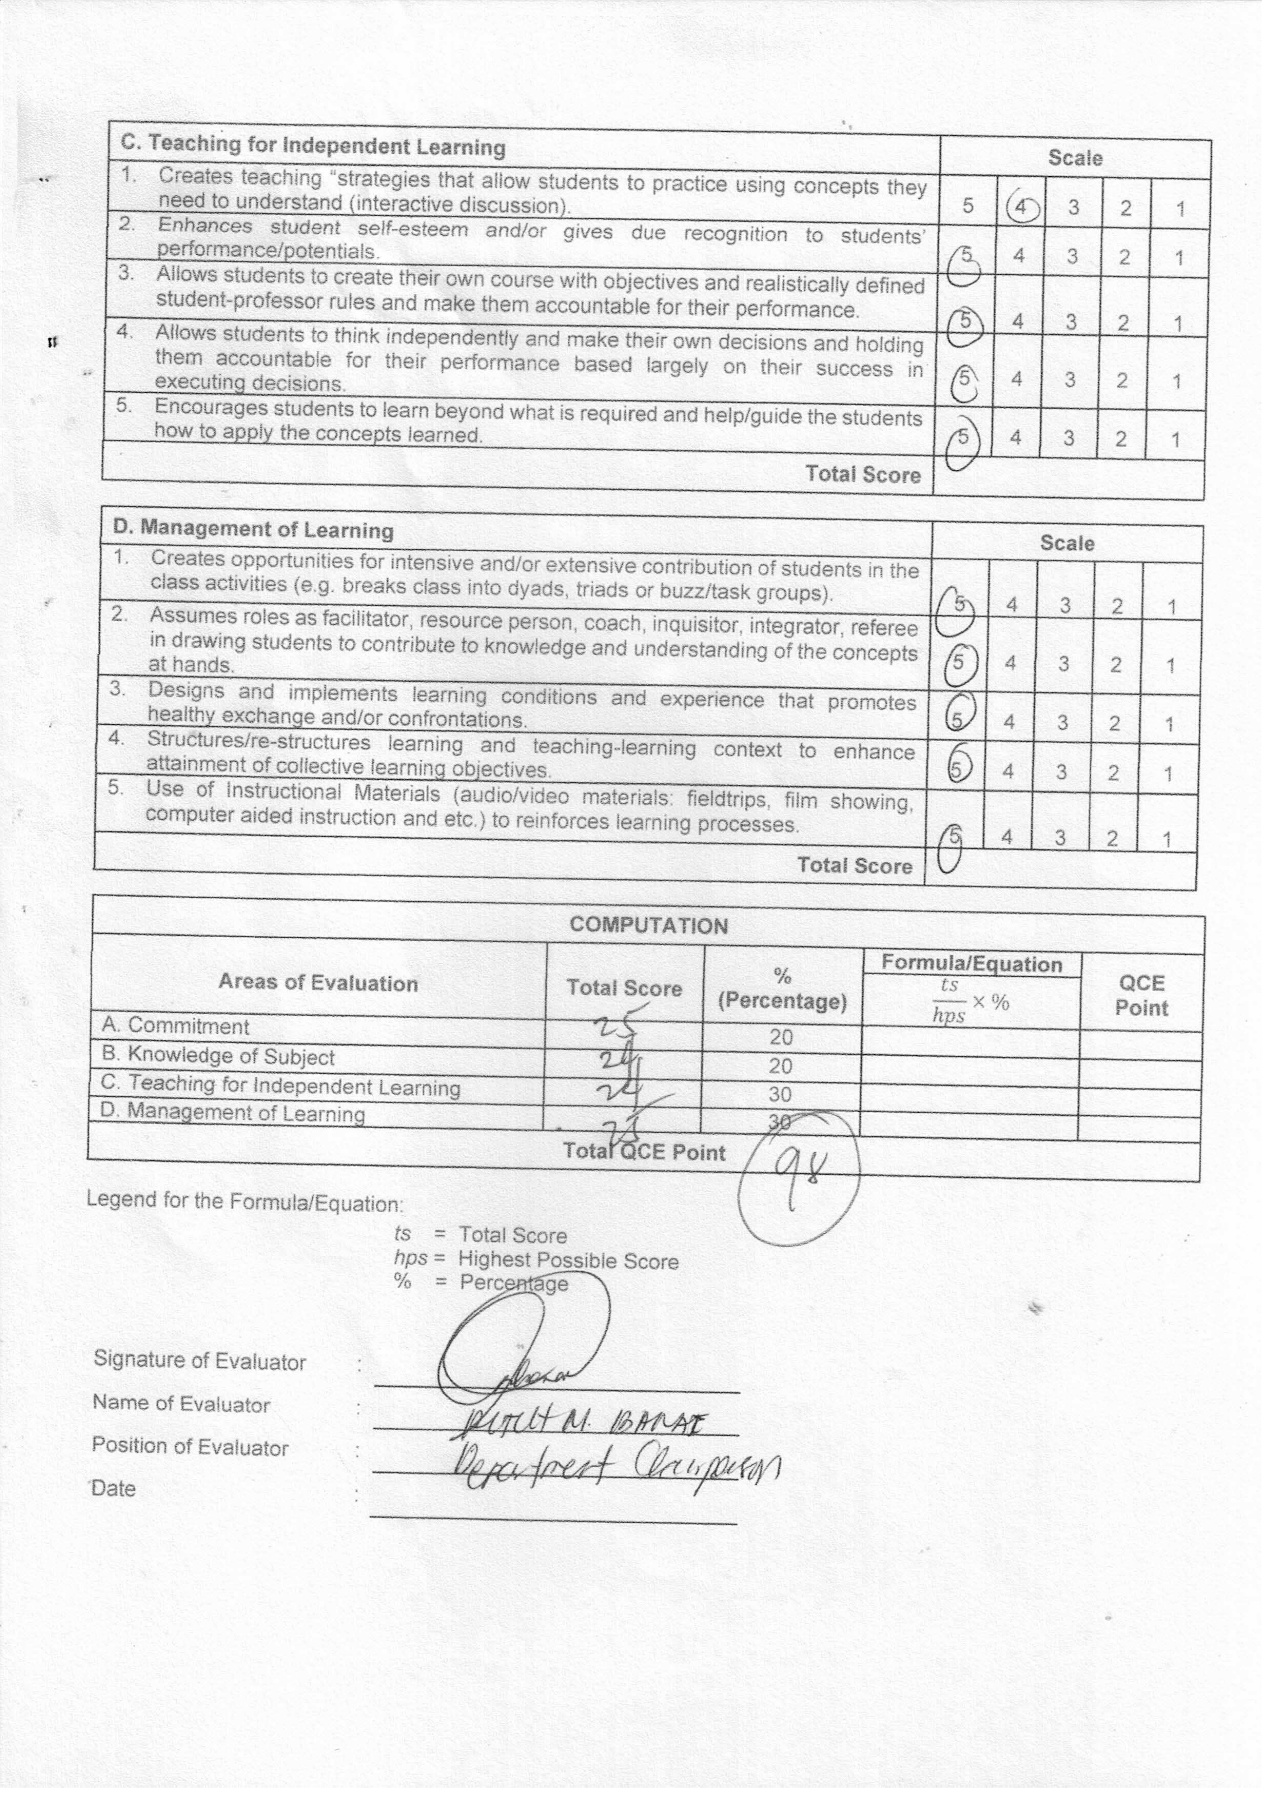 C. Teaching for Independent Learning
Scale
1. Creates teaching "strategies that allow students to practice using concepts they
need to understand (interactive discussion).
5 4 3 2 1
2. Enhances student self-esteem and/or gives due recognition to students'
performance/potentials.
5 4 3 2 1
3. Allows students to create their own course with objectives and realistically defined
student-professor rules and make them accountable for their performance.
5 4 3 2 1
4. Allows students to think independently and make their own decisions and holding
them accountable for their performance based largely on their success in
executing decisions.
5 4 3 2 1
5. Encourages students to learn beyond what is required and help/guide the students
how to apply the concepts learned.
5 4 3 2 1
Total Score
D. Management of Learning
Scale
1. Creates opportunities for intensive and/or extensive contribution of students in the
class activities (e.g. breaks class into dyads, triads or buzz/task groups).
5 4 3 2 1
2. Assumes roles as facilitator, resource person, coach, inquisitor, integrator, referee
in drawing students to contribute to knowledge and understanding of the concepts
at hands.
5 4 3 2 1
3. Designs and implements learning conditions and experience that promotes
healthy exchange and/or confrontations.
5 4 3 2 1
4. Structures/re-structures learning and teaching-learning context to enhance
attainment of collective learning objectives.
5 4 3 2 1
5. Use of Instructional Materials (audio/video materials: fieldtrips, film showing,
computer aided instruction and etc.) to reinforces learning processes.
5 4 3 2 1
Total Score
COMPUTATION
Areas of Evaluation
Total Score
%
(Percentage)
Formula/Equation
ts
hps
× %
QCE
Point
A. Commitment 25 20
B. Knowledge of Subject 24 20
C. Teaching for Independent Learning 24 30
D. Management of Learning 25 30
Total QCE Point 98
Legend for the Formula/Equation:
ts = Total Score
hps = Highest Possible Score
% = Percentage
Signature of Evaluator :
Name of Evaluator : M.
Position of Evaluator : Department Chairperson
Date :